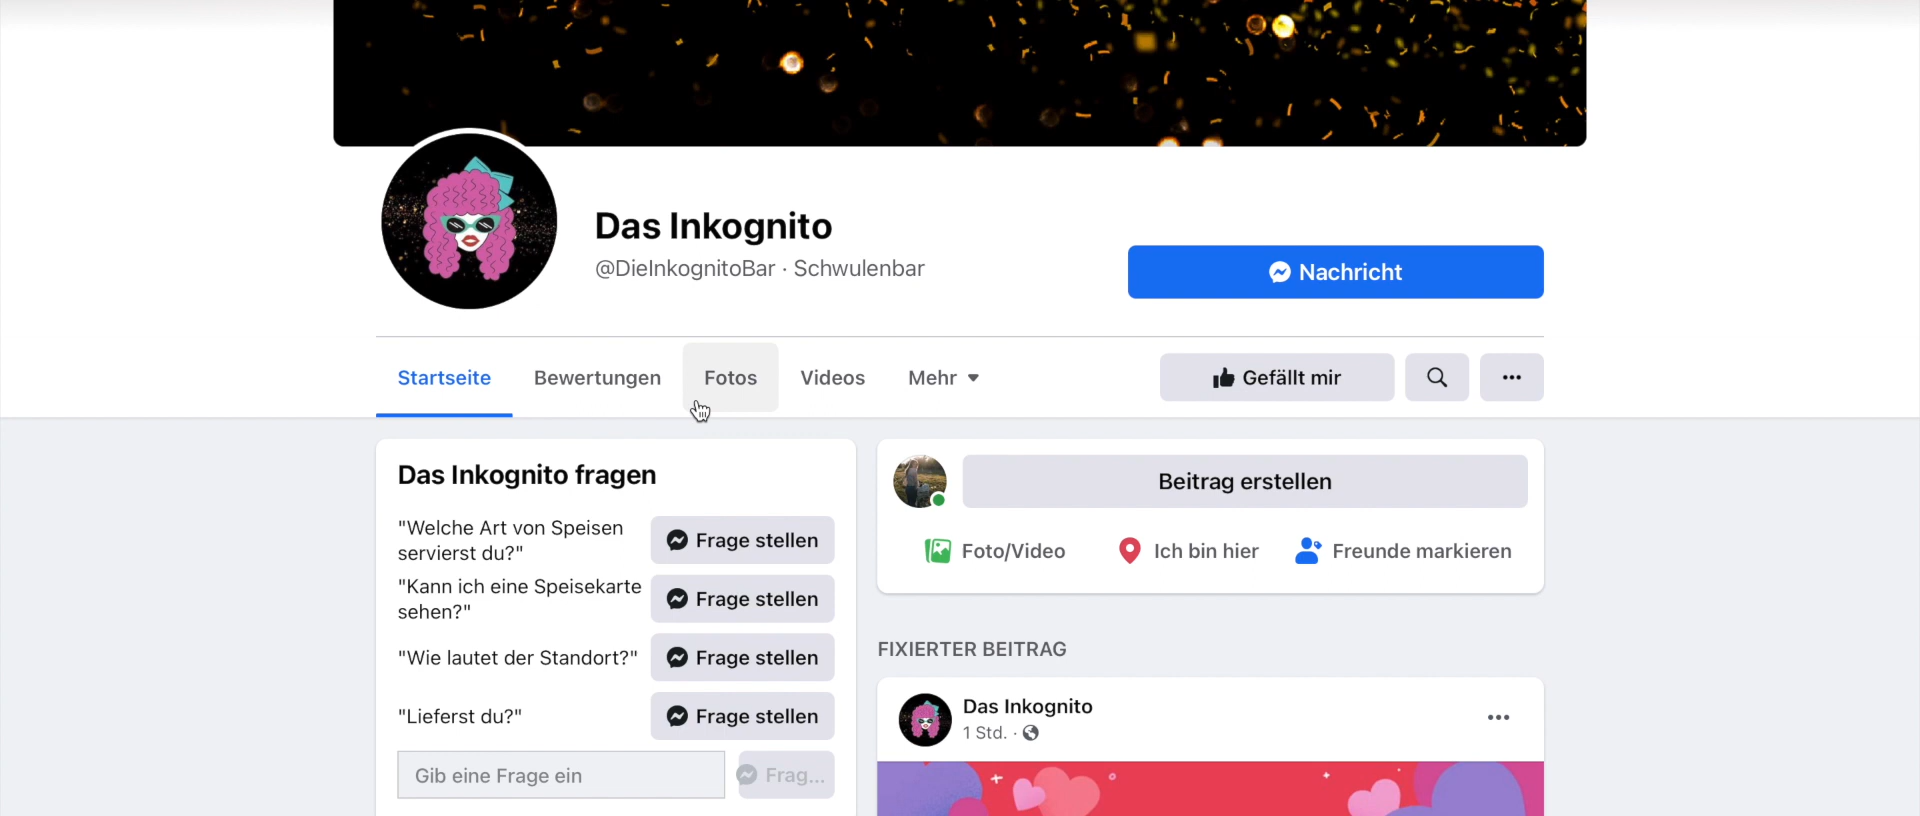 Das Inkognito
@DieInkognitoBar · Schwulenbar
Nachricht
Startseite
Bewertungen
Fotos
Videos
Mehr
Gefällt mir
Das Inkognito fragen
"Welche Art von Speisen
servierst du?"
Frage stellen
"Kann ich eine Speisekarte
sehen?"
Frage stellen
"Wie lautet der Standort?"
Frage stellen
"Lieferst du?"
Frage stellen
Gib eine Frage ein
Frag...
Beitrag erstellen
Foto/Video
Ich bin hier
Freunde markieren
FIXIERTER BEITRAG
Das Inkognito
1 Std. ·